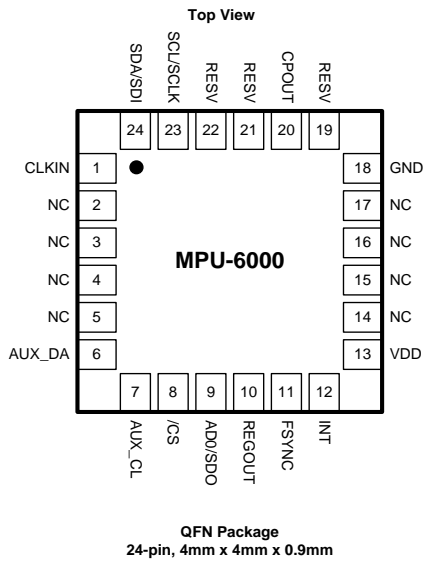 Top View
SDA/SDI
SCL/SCLK
RESV
RESV
CPOUT
RESV
24 23 22 21 20 19
CLKIN 1 18 GND
NC 2 17 NC
NC 3 16 NC
MPU-6000
NC 4 15 NC
NC 5 14 NC
AUX_DA 6 13 VDD
7 8 9 10 11 12
AUX_CL
/CS
AD0/SDO
REGOUT
FSYNC
INT
QFN Package
24-pin, 4mm x 4mm x 0.9mm